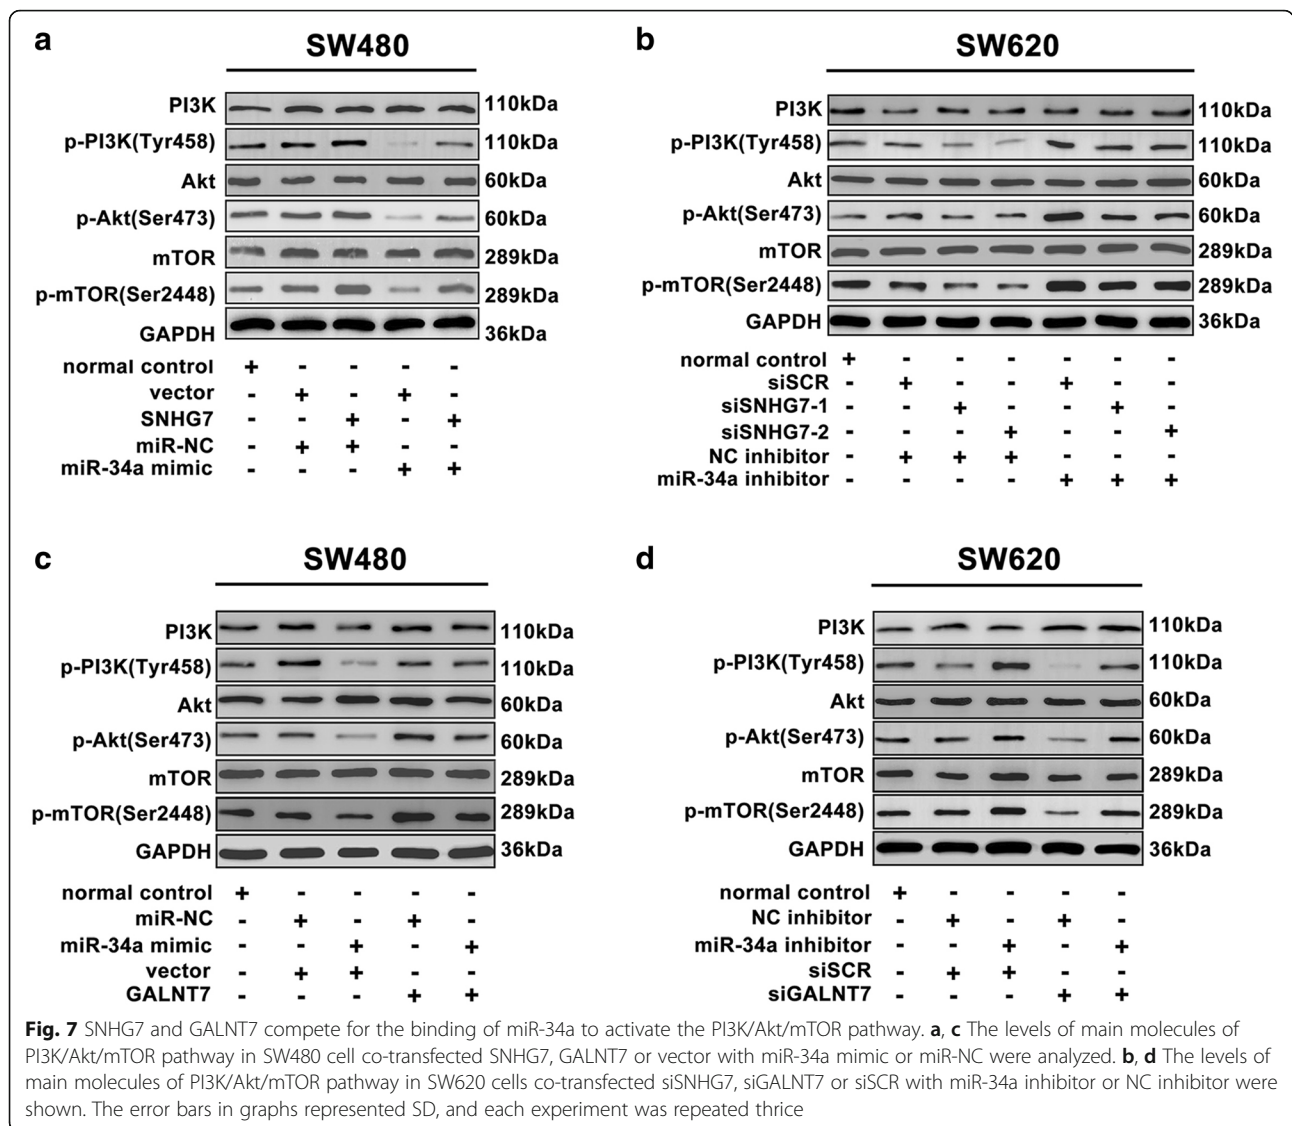 a
SW480
PI3K 110kDa
p-PI3K(Tyr458) 110kDa
Akt 60kDa
p-Akt(Ser473) 60kDa
mTOR 289kDa
p-mTOR(Ser2448) 289kDa
GAPDH 36kDa
normal control + - - - -
vector - + - + -
SNHG7 - - + - +
miR-NC - + + - -
miR-34a mimic - - - + +
b
SW620
PI3K 110kDa
p-PI3K(Tyr458) 110kDa
Akt 60kDa
p-Akt(Ser473) 60kDa
mTOR 289kDa
p-mTOR(Ser2448) 289kDa
GAPDH 36kDa
normal control + - - - - - -
siSCR - + - - + - -
siSNHG7-1 - - + - - + -
siSNHG7-2 - - - + - - +
NC inhibitor - + + + - - -
miR-34a inhibitor - - - - + + +
c
SW480
PI3K 110kDa
p-PI3K(Tyr458) 110kDa
Akt 60kDa
p-Akt(Ser473) 60kDa
mTOR 289kDa
p-mTOR(Ser2448) 289kDa
GAPDH 36kDa
normal control + - - - -
miR-NC - + - + -
miR-34a mimic - - + - +
vector - + + - -
GALNT7 - - - + +
d
SW620
PI3K 110kDa
p-PI3K(Tyr458) 110kDa
Akt 60kDa
p-Akt(Ser473) 60kDa
mTOR 289kDa
p-mTOR(Ser2448) 289kDa
GAPDH 36kDa
normal control + - - - -
NC inhibitor - + - + -
miR-34a inhibitor - - + - +
siSCR - + + - -
siGALNT7 - - - + +
Fig. 7 SNHG7 and GALNT7 compete for the binding of miR-34a to activate the PI3K/Akt/mTOR pathway. a, c The levels of main molecules of
PI3K/Akt/mTOR pathway in SW480 cell co-transfected SNHG7, GALNT7 or vector with miR-34a mimic or miR-NC were analyzed. b, d The levels of
main molecules of PI3K/Akt/mTOR pathway in SW620 cells co-transfected siSNHG7, siGALNT7 or siSCR with miR-34a inhibitor or NC inhibitor were
shown. The error bars in graphs represented SD, and each experiment was repeated thrice